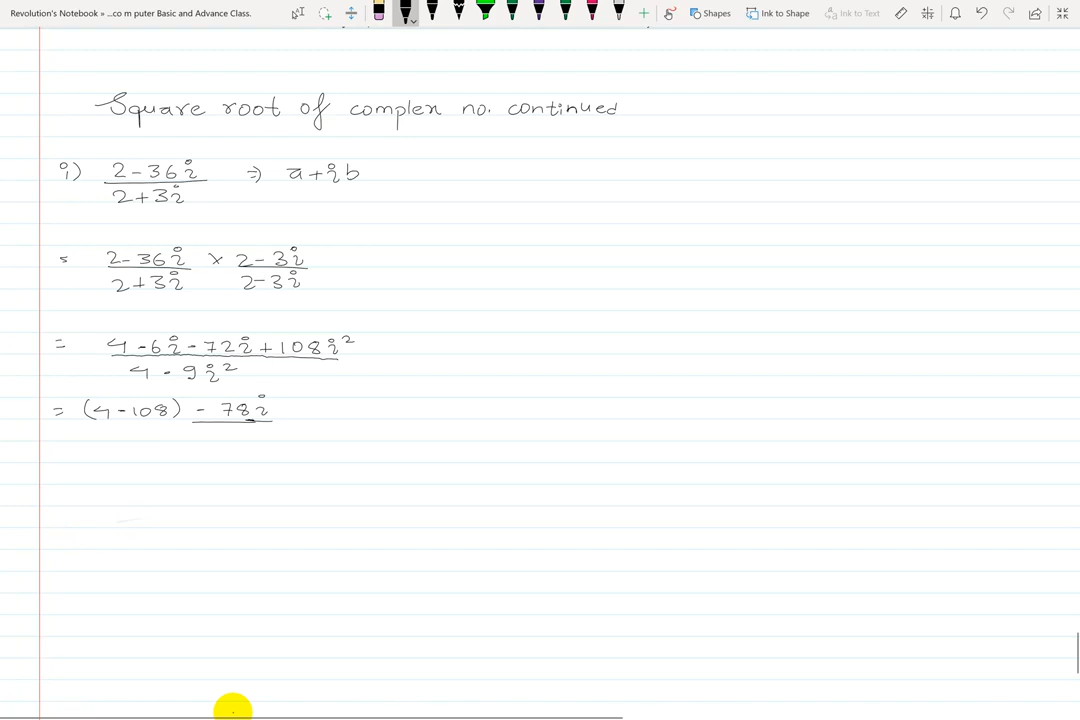 Revolution's Notebook » ...co m puter Basic and Advance Class.
Shapes
Ink to Shape
Ink to Text
Square root of complex no. continued
i) 2-36i / 2+3i ⇒ a+ib
= 2-36i / 2+3i × 2-3i / 2-3i
= 4-6i-72i+108i² / 4-9i²
= (4-108) - 78i